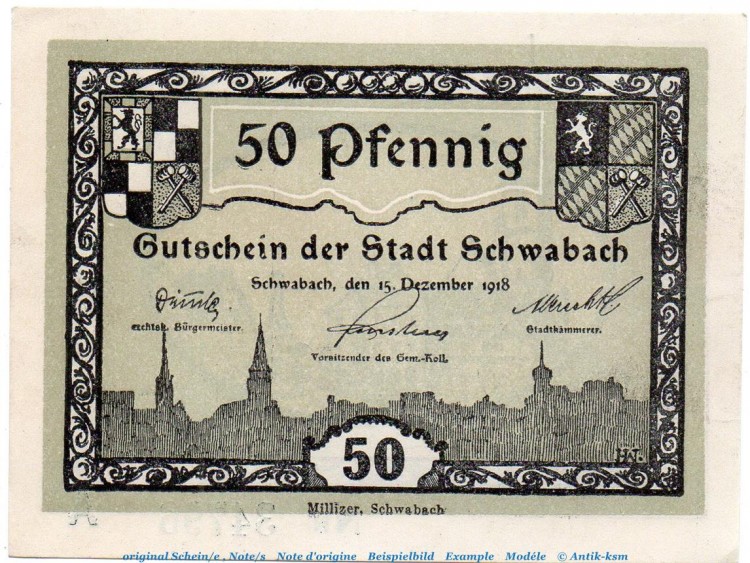 50 Pfennig
Gutschein der Stadt Schwabach
Schwabach, den 15. Dezember 1918
rechtsk. Bürgermeister.
Vorsitzender des Gem.-Koll.
Stadtkämmerer.
50
Millizer, Schwabach
original Schein/e , Note/s Note d'origine Beispielbild Example Modéle © Antik-ksm